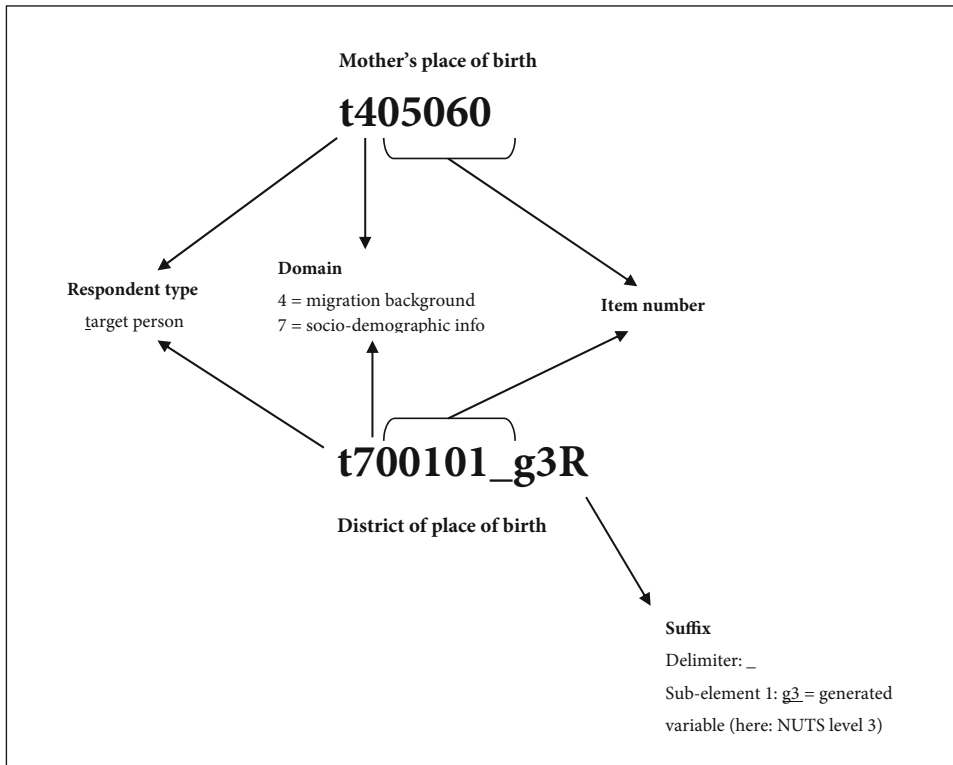 Mother’s place of birth
t405060
Respondent type
target person
Domain
4 = migration background
7 = socio-demographic info
Item number
t700101_g3R
District of place of birth
Suffix
Delimiter: _
Sub-element 1: g3 = generated
variable (here: NUTS level 3)